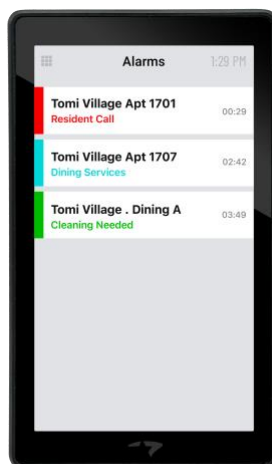 Alarms 1:29 PM
Tomi Village Apt 1701
Resident Call
00:29
Tomi Village Apt 1707
Dining Services
02:42
Tomi Village . Dining A
Cleaning Needed
03:49